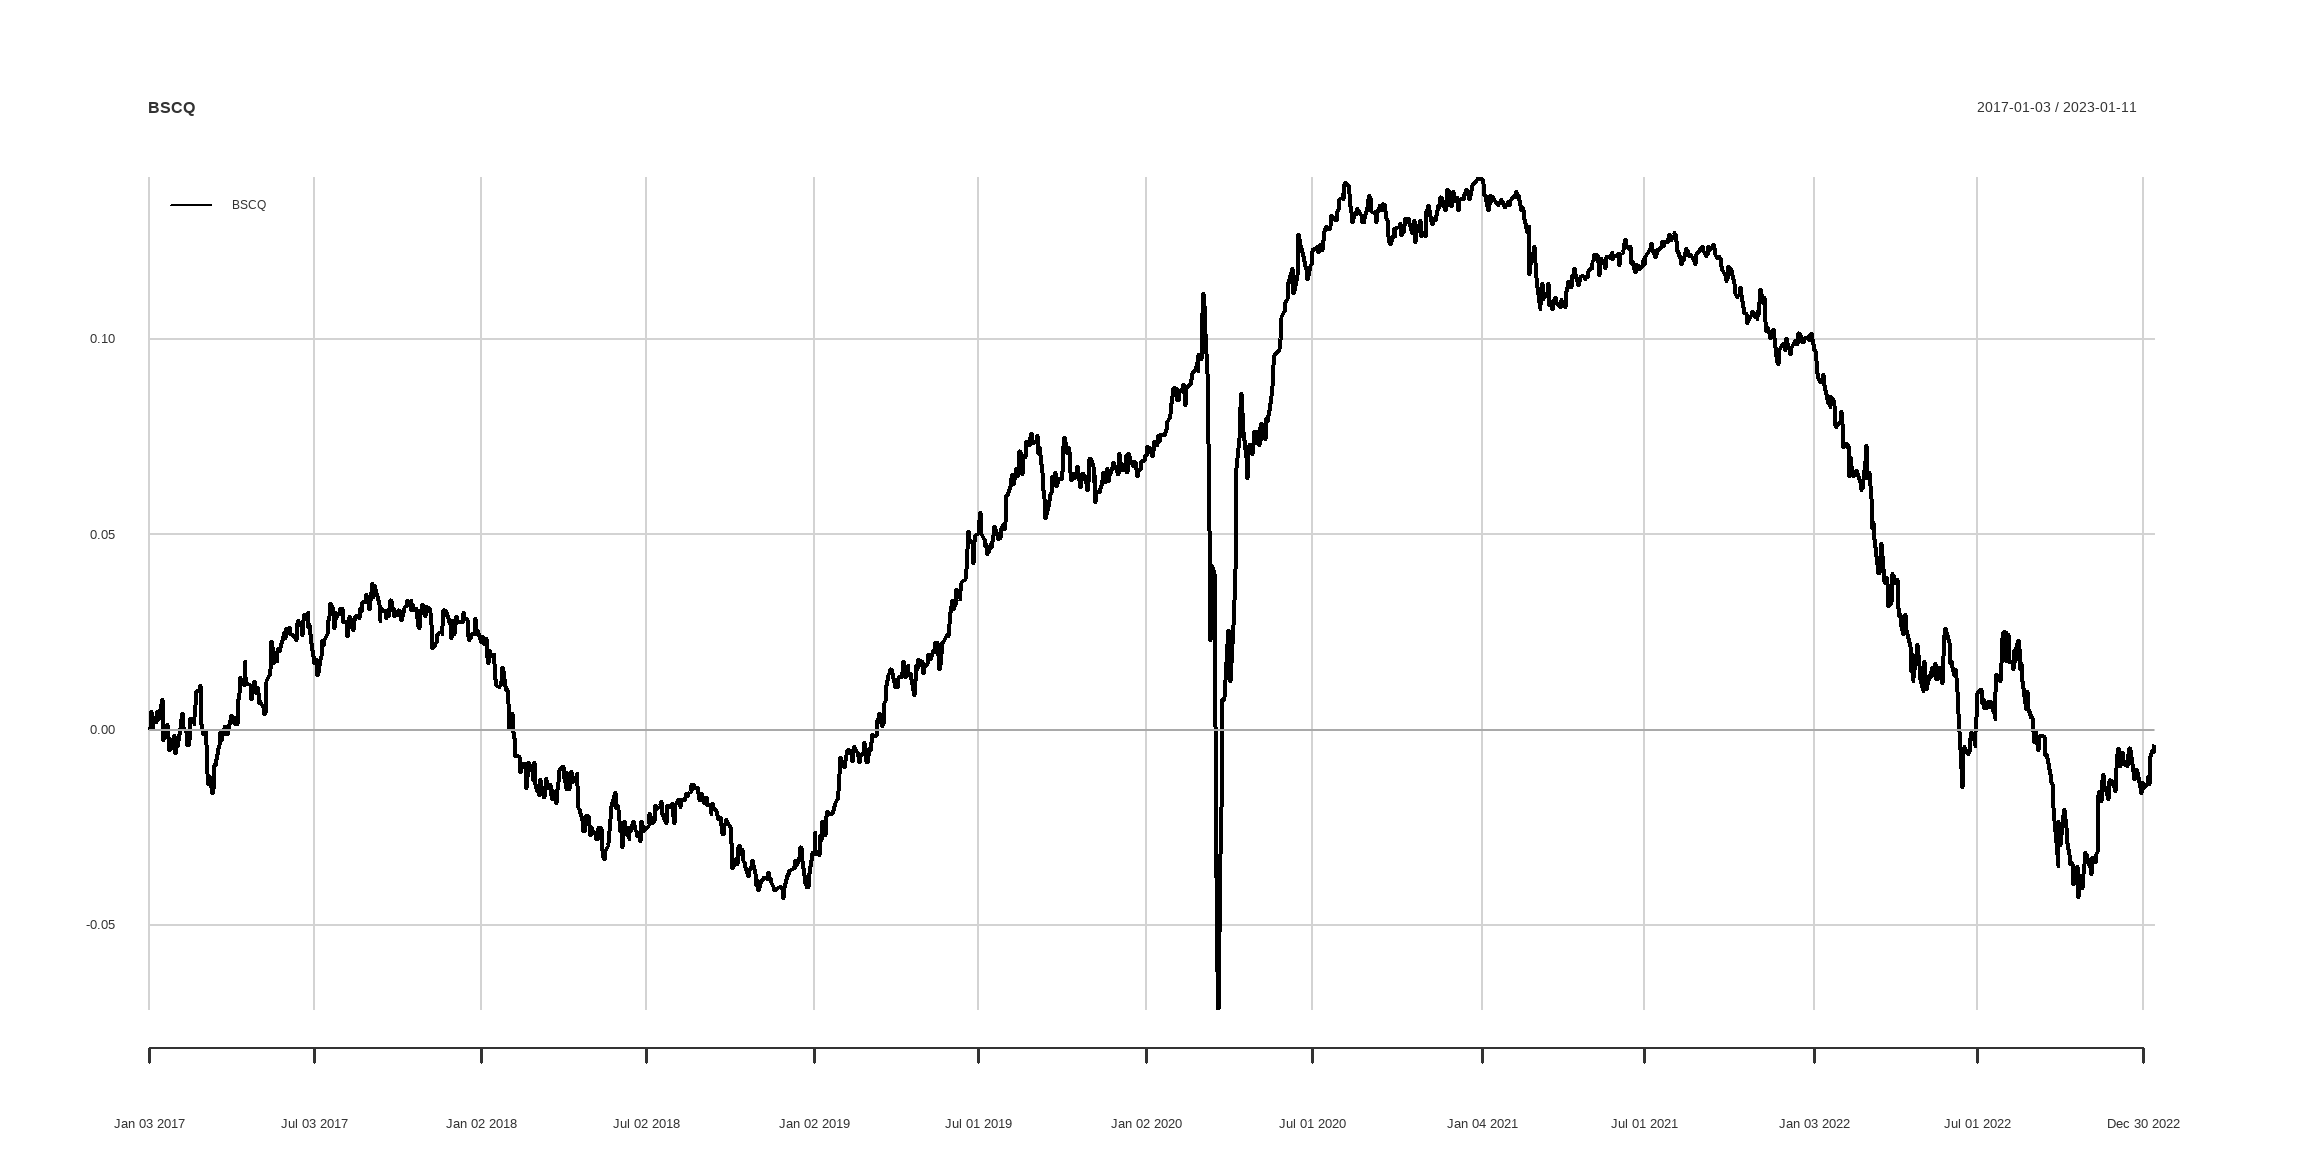 BSCQ
2017-01-03 / 2023-01-11
BSCQ
0.10
0.05
0.00
-0.05
Jan 03 2017
Jul 03 2017
Jan 02 2018
Jul 02 2018
Jan 02 2019
Jul 01 2019
Jan 02 2020
Jul 01 2020
Jan 04 2021
Jul 01 2021
Jan 03 2022
Jul 01 2022
Dec 30 2022